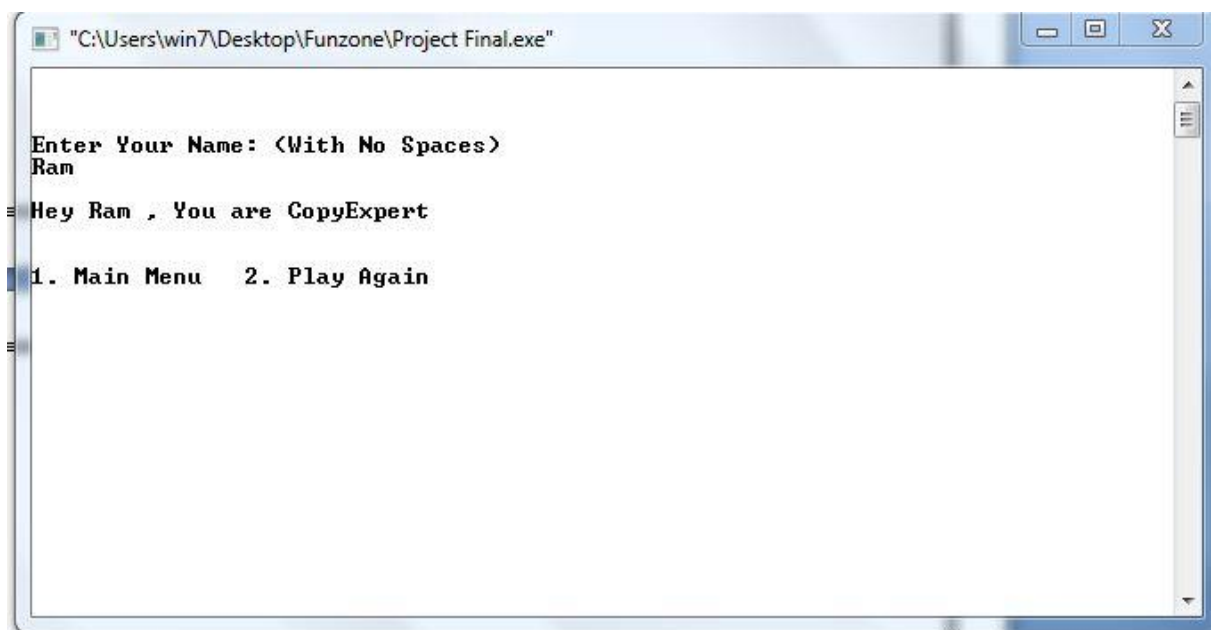 "C:\Users\win7\Desktop\Funzone\Project Final.exe"
Enter Your Name: (With No Spaces)
Ram
Hey Ram , You are CopyExpert
1. Main Menu   2. Play Again